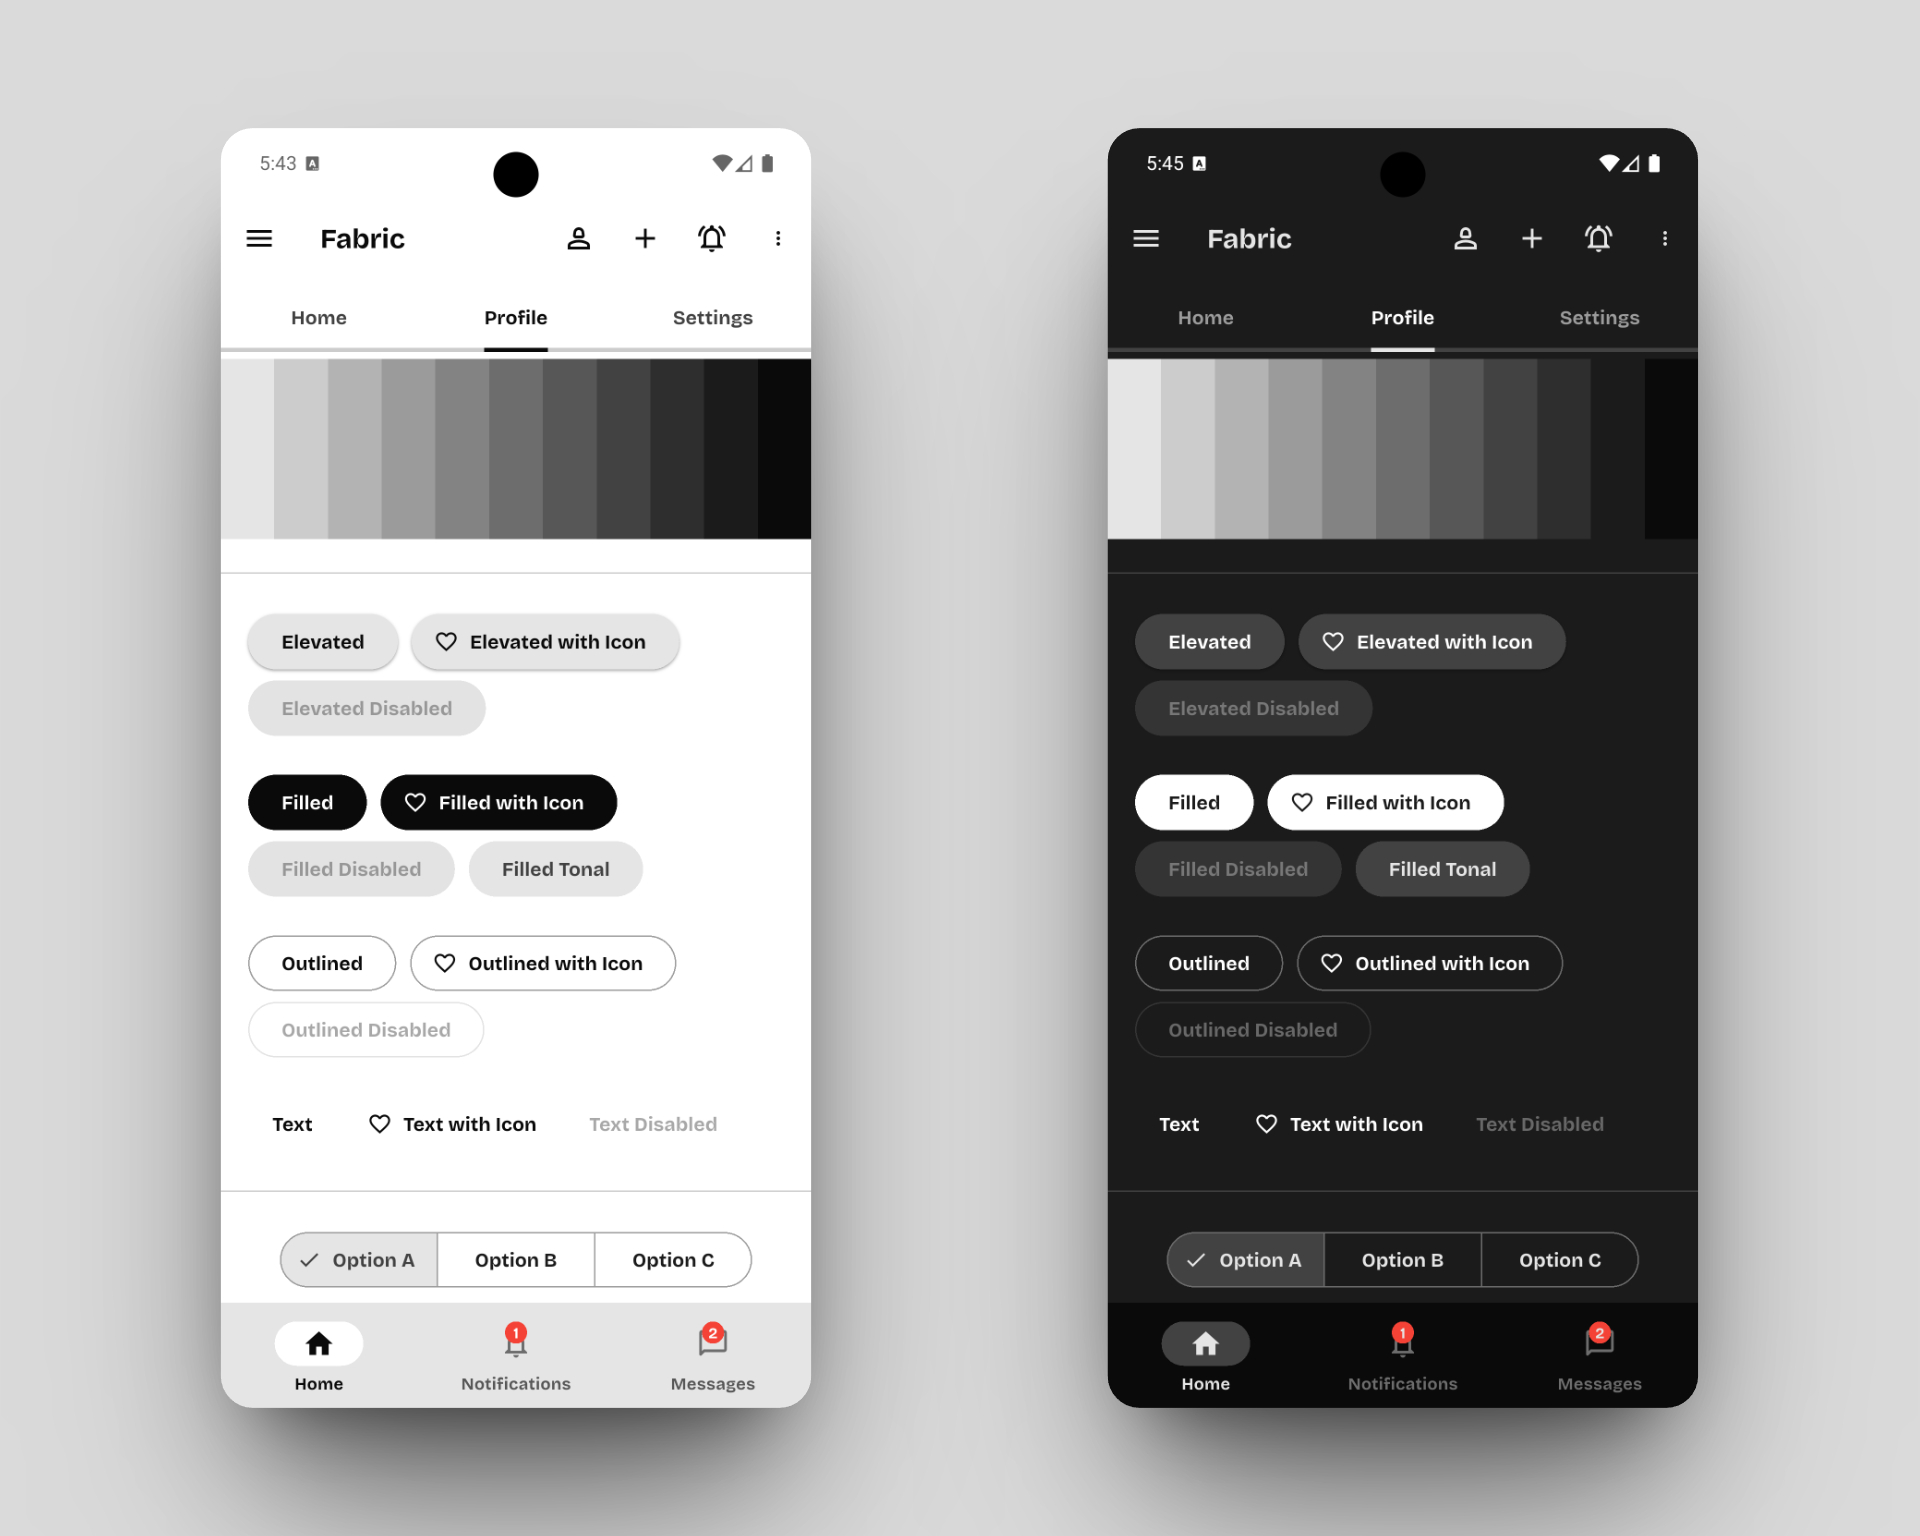 5:43
Fabric
Home Profile Settings
Elevated Elevated with Icon
Elevated Disabled
Filled Filled with Icon
Filled Disabled Filled Tonal
Outlined Outlined with Icon
Outlined Disabled
Text Text with Icon Text Disabled
Option A Option B Option C
1 2
Home Notifications Messages
5:45
Fabric
Home Profile Settings
Elevated Elevated with Icon
Elevated Disabled
Filled Filled with Icon
Filled Disabled Filled Tonal
Outlined Outlined with Icon
Outlined Disabled
Text Text with Icon Text Disabled
Option A Option B Option C
1 2
Home Notifications Messages